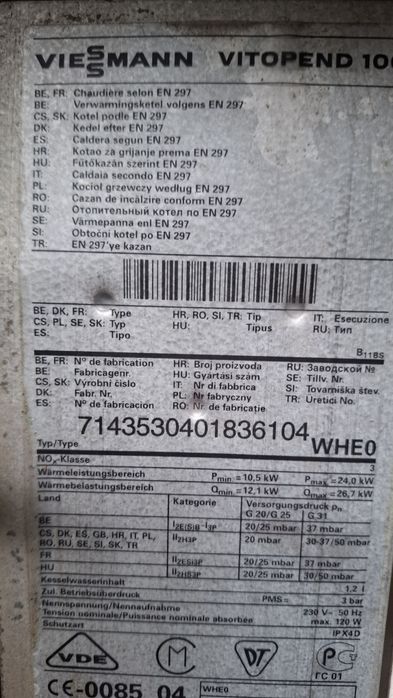 VIESSMANN VITOPEND 100
BE, FR: Chaudière selon EN 297
BE: Verwarmingsketel volgens EN 297
CS, SK: Kotel podle EN 297
DK: Kedel efter EN 297
ES: Caldera segun EN 297
HR: Kotao za grijanje prema EN 297
HU: Fűtőkazán szerint EN 297
IT: Caldaia secondo EN 297
PL: Kocioł grzewczy według EN 297
RO: Cazan de incălzire conform EN 297
RU: Отопительный котел по EN 297
SE: Värmepanna enl EN 297
SI: Obtočni kotel po EN 297
TR: EN 297'ye kazan
BE, DK, FR: Type HR, RO, SI, TR: Tip IT: Esecuzione
CS, PL, SE, SK: Typ HU: Tipus RU: Тип
ES: Tipo
B11BS
BE, FR: N° de fabrication HR: Broj proizvoda RU: Заводской №
BE: Fabricagenr. HU: Gyártási szám SE: Tillv. Nr.
CS, SK: Výrobní číslo IT: Nr di fabbrica SI: Tovarniška štev.
DK: Fabr. Nr. PL: Nr fabryczny TR: Üretici No.
ES: N° de fabricación RO: Nr de fabricaţie
7143530401836104
Typ/Type WHE0
NOx-Klasse 3
Wärmeleistungsbereich Pmin = 10,5 kW Pmax = 24,0 kW
Wärmebelastungsbereich Qmin = 12,1 kW Qmax = 26,7 kW
Land Kategorie Versorgungsdruck pn
G 20/G 25 G 31
BE I2E(S)B - I3P 20/25 mbar 37 mbar
CS, DK, ES, GB, HR, IT, PL, II2H3P 20 mbar 30-37/50 mbar
RO, RU, SE, SI, SK, TR
FR II2ESI3P 20/25 mbar 37 mbar
HU II2HS3P 20/25 mbar 30/50 mbar
Kesselwasserinhalt 1,2 l
Zul. Betriebsüberdruck PMS= 3 bar
Nennspannung/Nennaufnahme 230 V~ 50 Hz
Tension nominale/Puissance nominale absorbée max. 120 W
Schutzart IPX4D
VDE M DT PC
ГС 01
CE-0085 04 WHE0